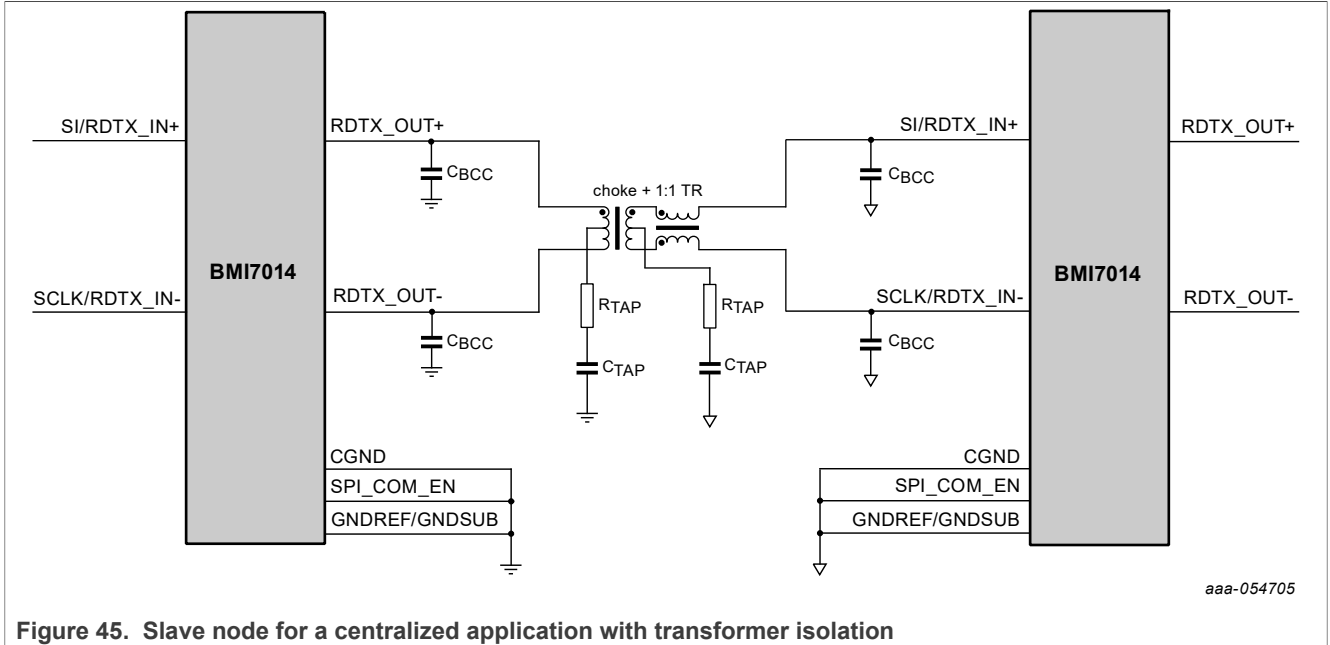 SI/RDTX_IN+
RDTX_OUT+
SI/RDTX_IN+
RDTX_OUT+
CBCC
choke + 1:1 TR
CBCC
BMI7014
BMI7014
SCLK/RDTX_IN-
RDTX_OUT-
RTAP
RTAP
SCLK/RDTX_IN-
RDTX_OUT-
CBCC
CBCC
CTAP
CTAP
CGND
CGND
SPI_COM_EN
SPI_COM_EN
GNDREF/GNDSUB
GNDREF/GNDSUB
aaa-054705
Figure 45. Slave node for a centralized application with transformer isolation